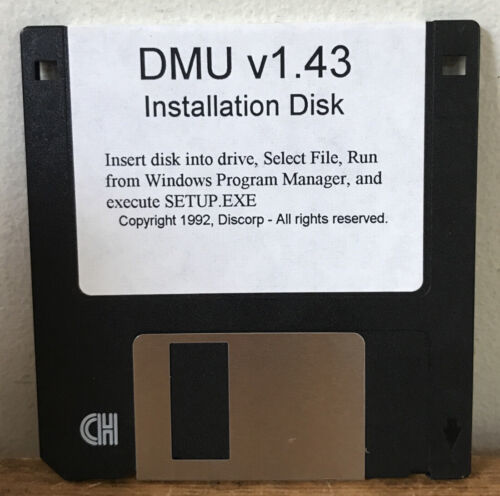 DMU v1.43
Installation Disk
Insert disk into drive, Select File, Run
from Windows Program Manager, and
execute SETUP.EXE
Copyright 1992, Discorp - All rights reserved.
CH